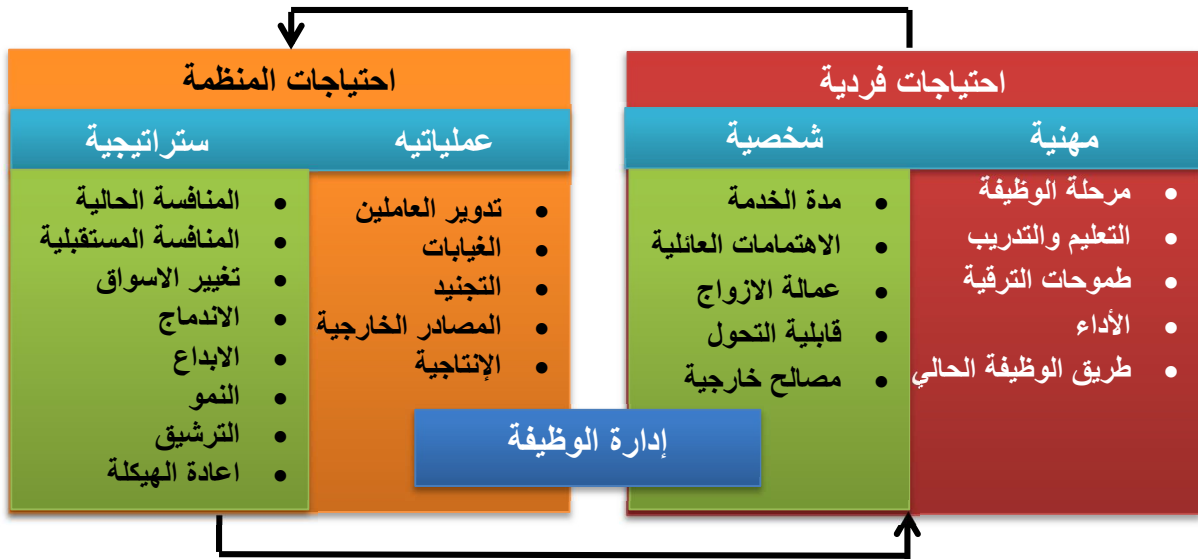 احتياجات فردية
مهنية
مرحلة الوظيفة
التعليم والتدريب
طموحات الترقية
الأداء
طريق الوظيفة الحالي
شخصية
مدة الخدمة
الاهتمامات العائلية
عمالة الازواج
قابلية التحول
مصالح خارجية
احتياجات المنظمة
عملياتيه
تدوير العاملين
الغيابات
التجنيد
المصادر الخارجية
الإنتاجية
ستراتيجية
المنافسة الحالية
المنافسة المستقبلية
تغيير الاسواق
الاندماج
الابداع
النمو
الترشيق
اعادة الهيكلة
إدارة الوظيفة